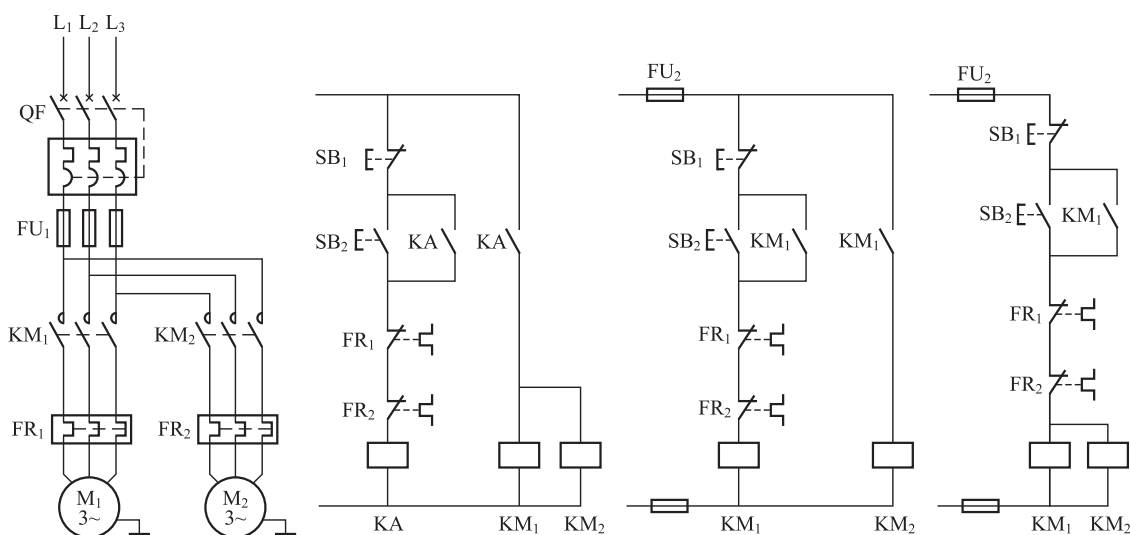 L₁ L₂ L₃
QF
FU₁
KM₁
KM₂
FR₁
FR₂
M₁
3~
M₂
3~
SB₁
SB₂
KA
KA
FR₁
FR₂
KA
KM₁
KM₂
FU₂
SB₁
SB₂
KM₁
KM₁
FR₁
FR₂
KM₁
KM₂
FU₂
SB₁
SB₂
KM₁
FR₁
FR₂
KM₁
KM₂